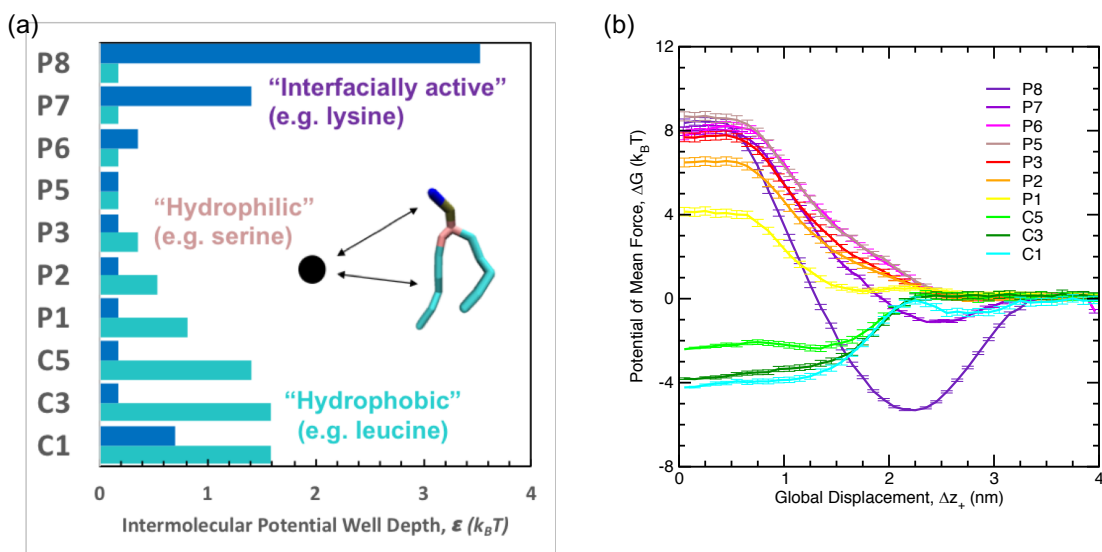 (a)
P8
P7
P6
P5
P3
P2
P1
C5
C3
C1
“Interfacially active”
(e.g. lysine)
“Hydrophilic”
(e.g. serine)
“Hydrophobic”
(e.g. leucine)
0 1 2 3 4
Intermolecular Potential Well Depth, ε (kBT)
(b)
12
8
4
0
-4
-8
Potential of Mean Force, ΔG (kBT)
P8
P7
P6
P5
P3
P2
P1
C5
C3
C1
0 1 2 3 4
Global Displacement, Δz+ (nm)